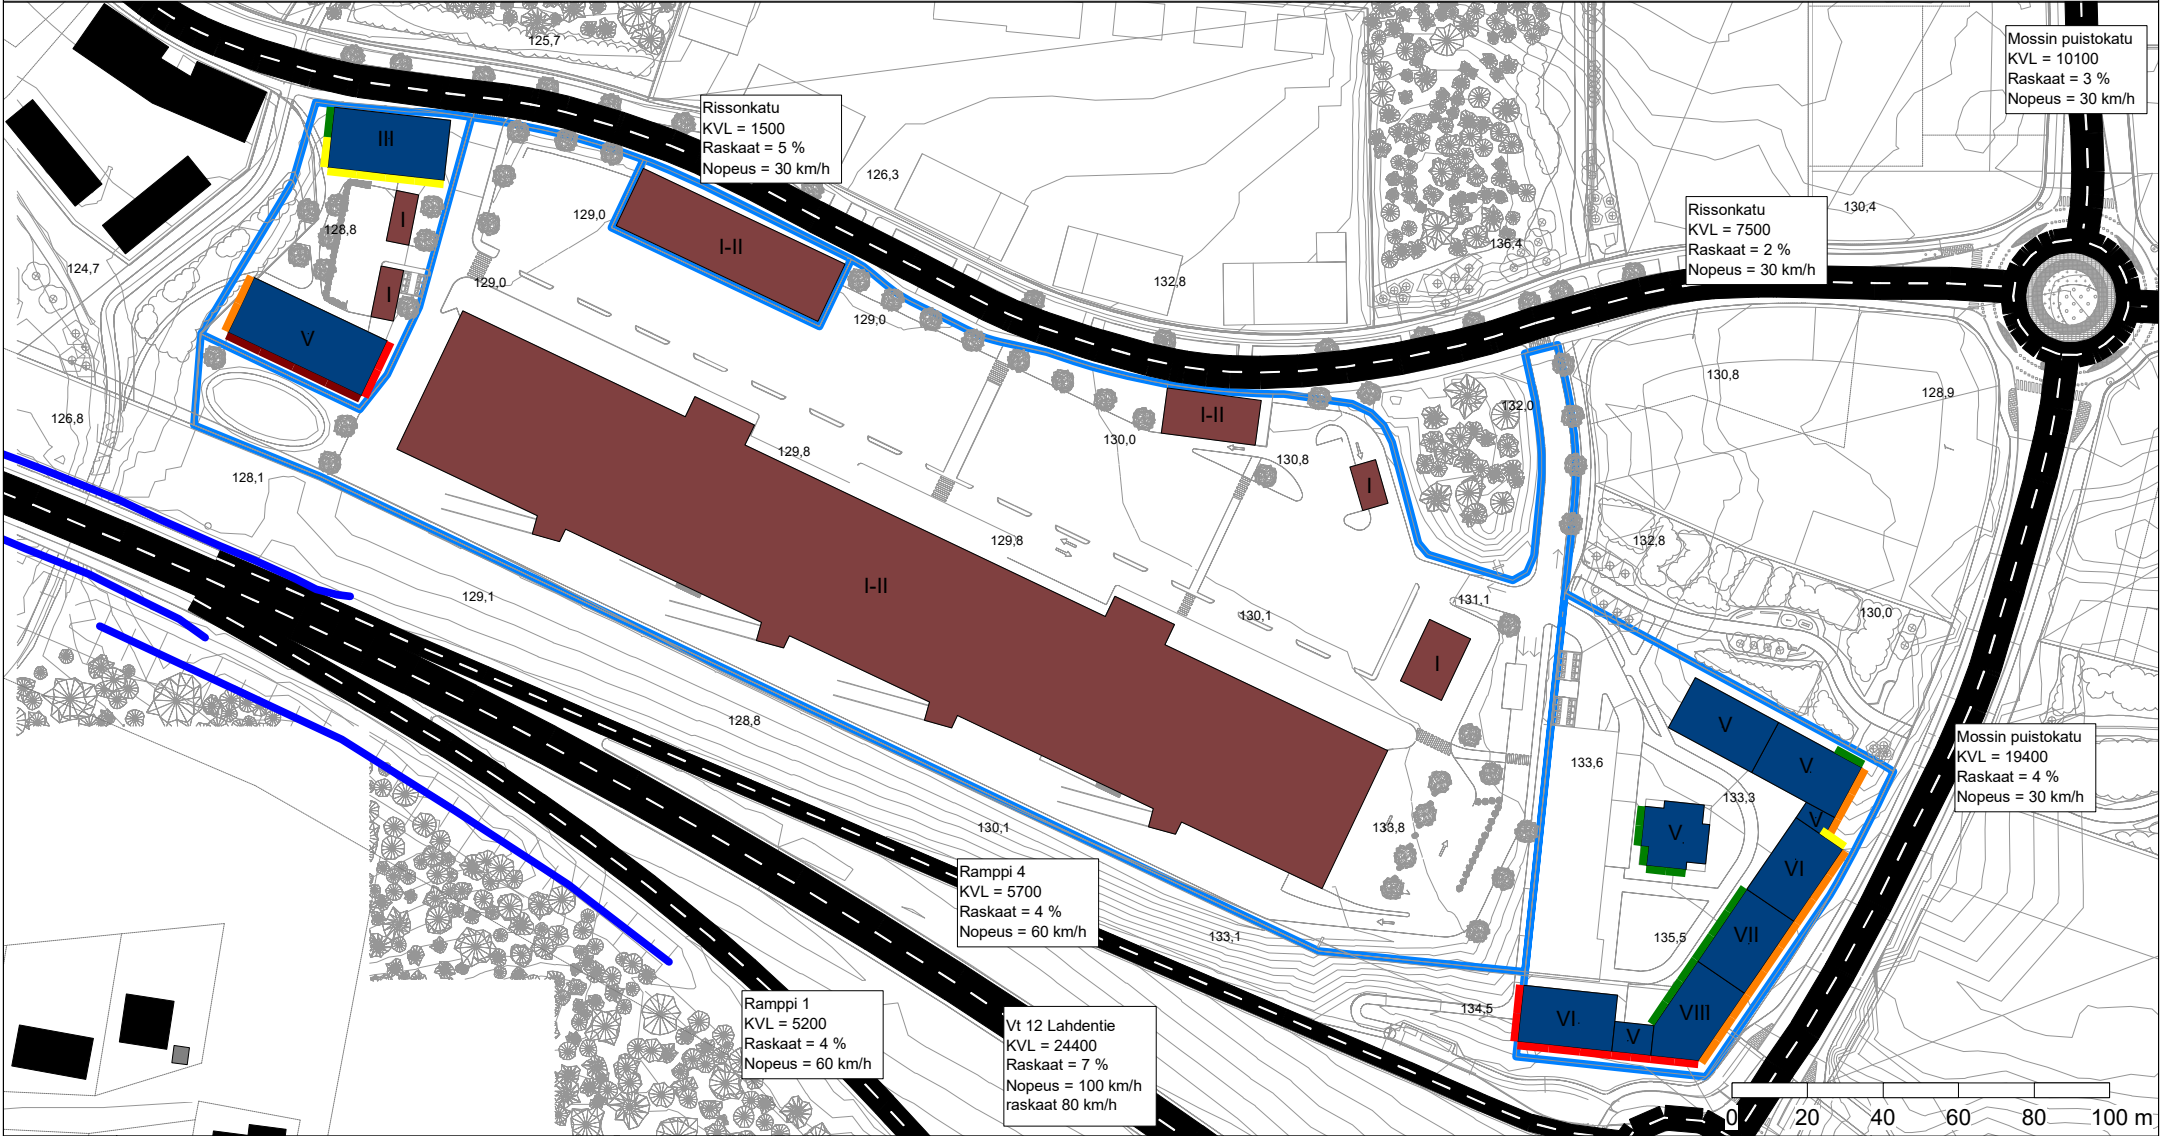 125,7
Mossin puistokatu
KVL = 10100
Raskaat = 3 %
Nopeus = 30 km/h
Rissonkatu
KVL = 1500
Raskaat = 5 %
Nopeus = 30 km/h
III
126,3
Rissonkatu
KVL = 7500
Raskaat = 2 %
Nopeus = 30 km/h
130,4
129,0
I
128,8
I-II
136,4
124,7
129,0
132,8
I
129,0
V
130,8
128,9
126,8
132,0
I-II
130,0
129,8
130,8
128,1
I
129,8
132,8
I-II
129,1
131,1
130,1
130,0
I
128,8
V
Mossin puistokatu
KVL = 19400
Raskaat = 4 %
Nopeus = 30 km/h
133,6
V
133,3
130,1
133,8
V
V
Ramppi 4
KVL = 5700
Raskaat = 4 %
Nopeus = 60 km/h
VI
133,1
135,5
VII
Ramppi 1
KVL = 5200
Raskaat = 4 %
Nopeus = 60 km/h
Vt 12 Lahdentie
KVL = 24400
Raskaat = 7 %
Nopeus = 100 km/h
raskaat 80 km/h
134,5
VI
V
VIII
0 20 40 60 80 100 m